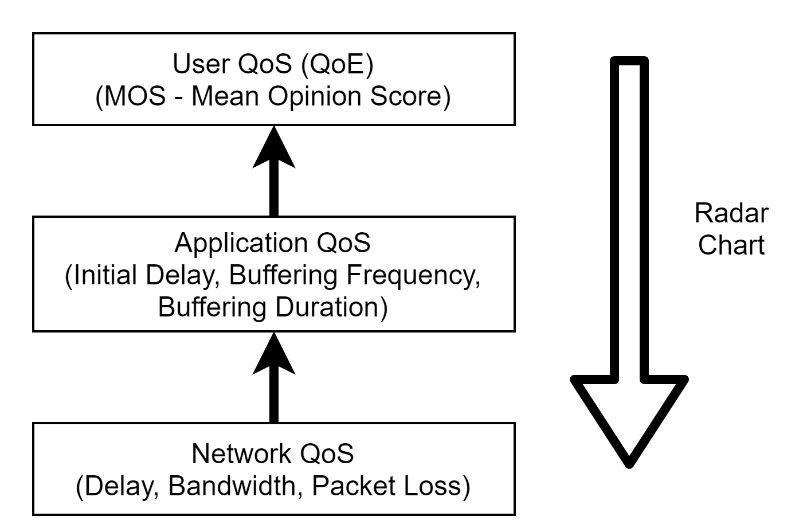 User QoS (QoE)
(MOS - Mean Opinion Score)
Application QoS
(Initial Delay, Buffering Frequency,
Buffering Duration)
Network QoS
(Delay, Bandwidth, Packet Loss)
Radar
Chart